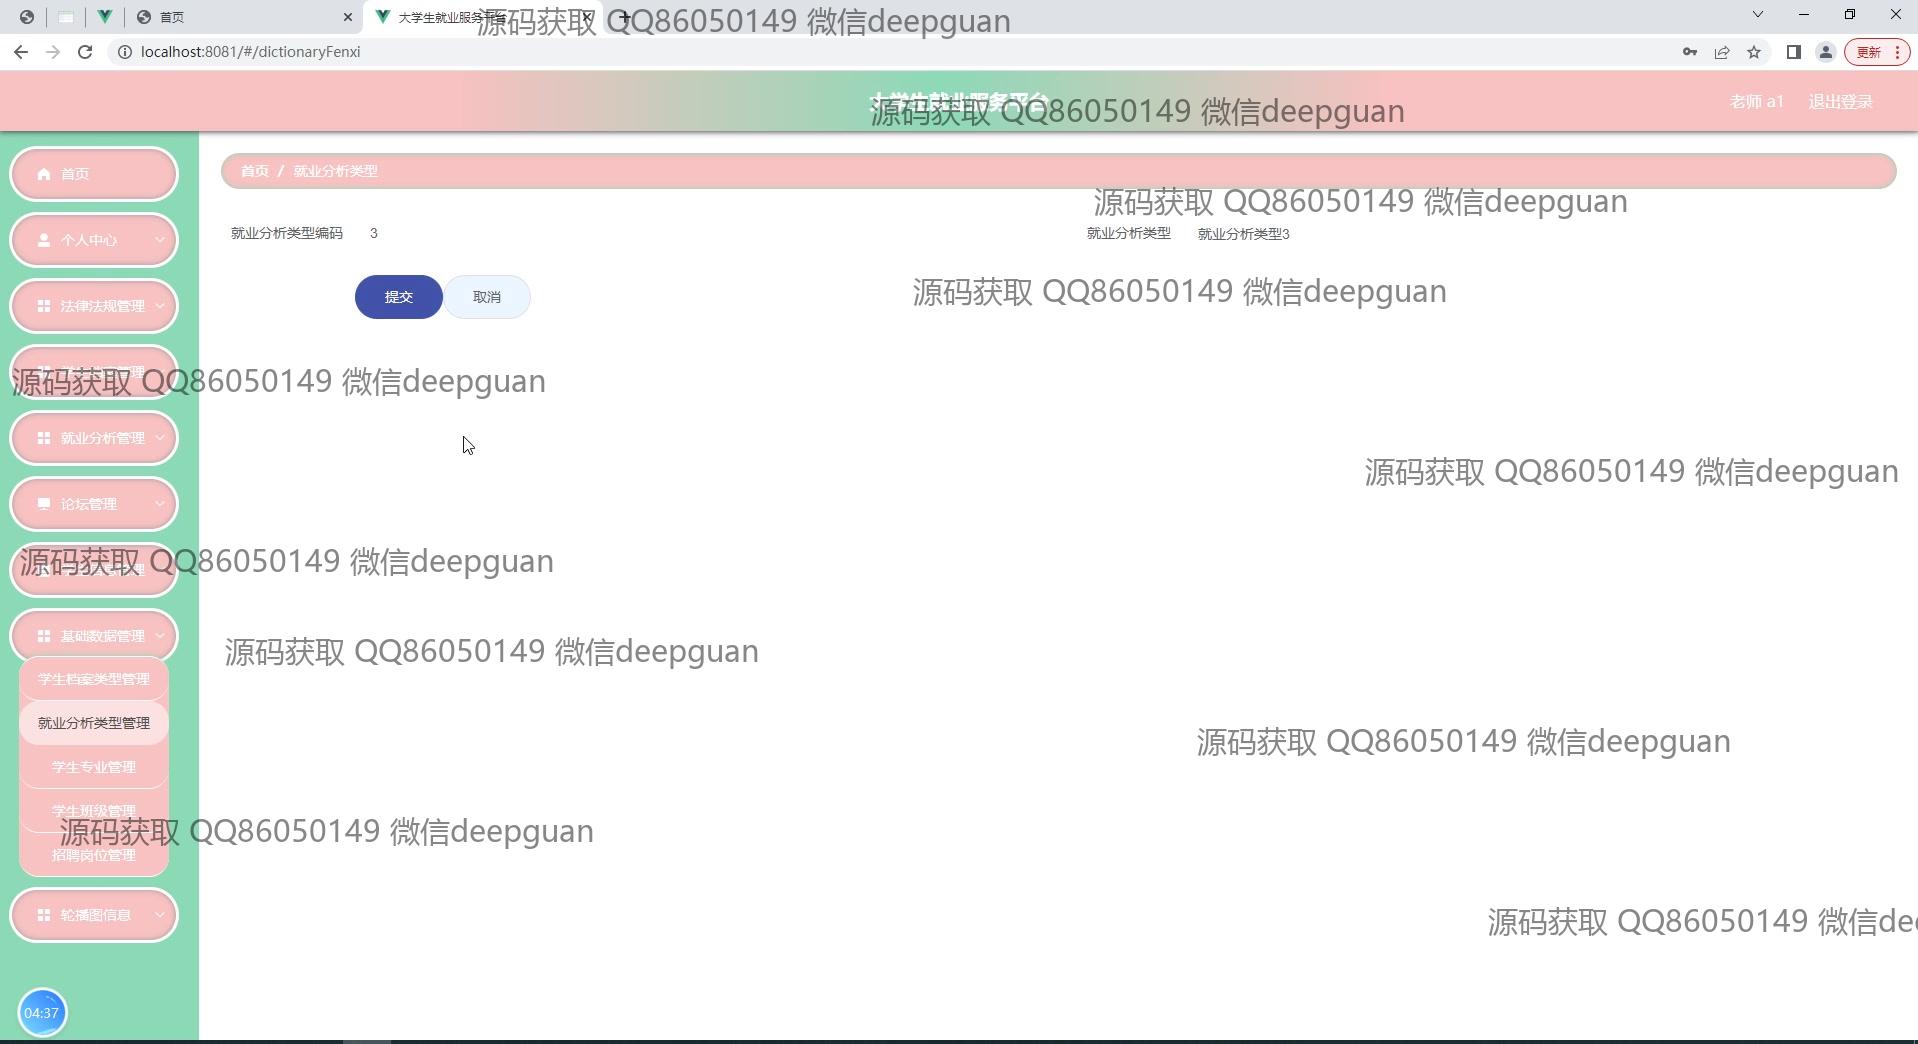 首页
大学生就业服务平台
源码获取 QQ86050149 微信deepguan
localhost:8081/#/dictionaryFenxi
更新
大学生就业服务平台
源码获取 QQ86050149 微信deepguan
老师 a1
退出登录
首页
首页 / 就业分析类型
源码获取 QQ86050149 微信deepguan
个人中心
就业分析类型编码 3
就业分析类型 就业分析类型3
源码获取 QQ86050149 微信deepguan
提交
取消
法律法规管理
源码获取 QQ86050149 微信deepguan
就业分析管理
源码获取 QQ86050149 微信deepguan
论坛管理
源码获取 QQ86050149 微信deepguan
基础数据管理
源码获取 QQ86050149 微信deepguan
学生档案类型管理
就业分析类型管理
源码获取 QQ86050149 微信deepguan
学生专业管理
学生班级管理
源码获取 QQ86050149 微信deepguan
招聘岗位管理
轮播图信息
源码获取 QQ86050149 微信dee
04:37